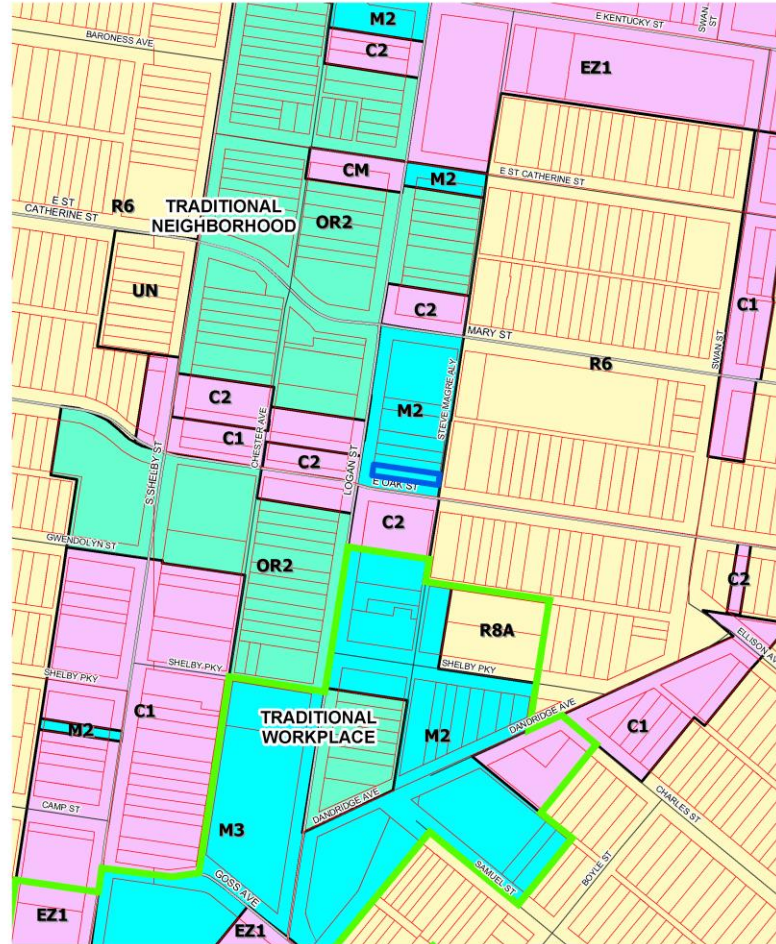 M2
E KENTUCKY ST
SWAN
BARONESS AVE
C2
EZ1
CM
M2
E ST CATHERINE ST
E ST
CATHERINE ST
R6
TRADITIONAL
NEIGHBORHOOD
OR2
UN
C2
C1
MARY ST
SWAN ST
R6
STEVE MAGRE ALY
M2
C2
C1
CHESTER AVE
C2
LOGAN ST
E OAK ST
S SHELBY ST
C2
GWENDOLYN ST
OR2
C2
R8A
ELLISON AV
SHELBY PKY
SHELBY PKY
SHELBY PKY
C1
TRADITIONAL
WORKPLACE
M2
DANDRIDGE AVE
C1
M2
CHARLES ST
DANDRIDGE AVE
CAMP ST
M3
BOYLE ST
SAMUEL ST
GOSS AVE
EZ1
EZ1